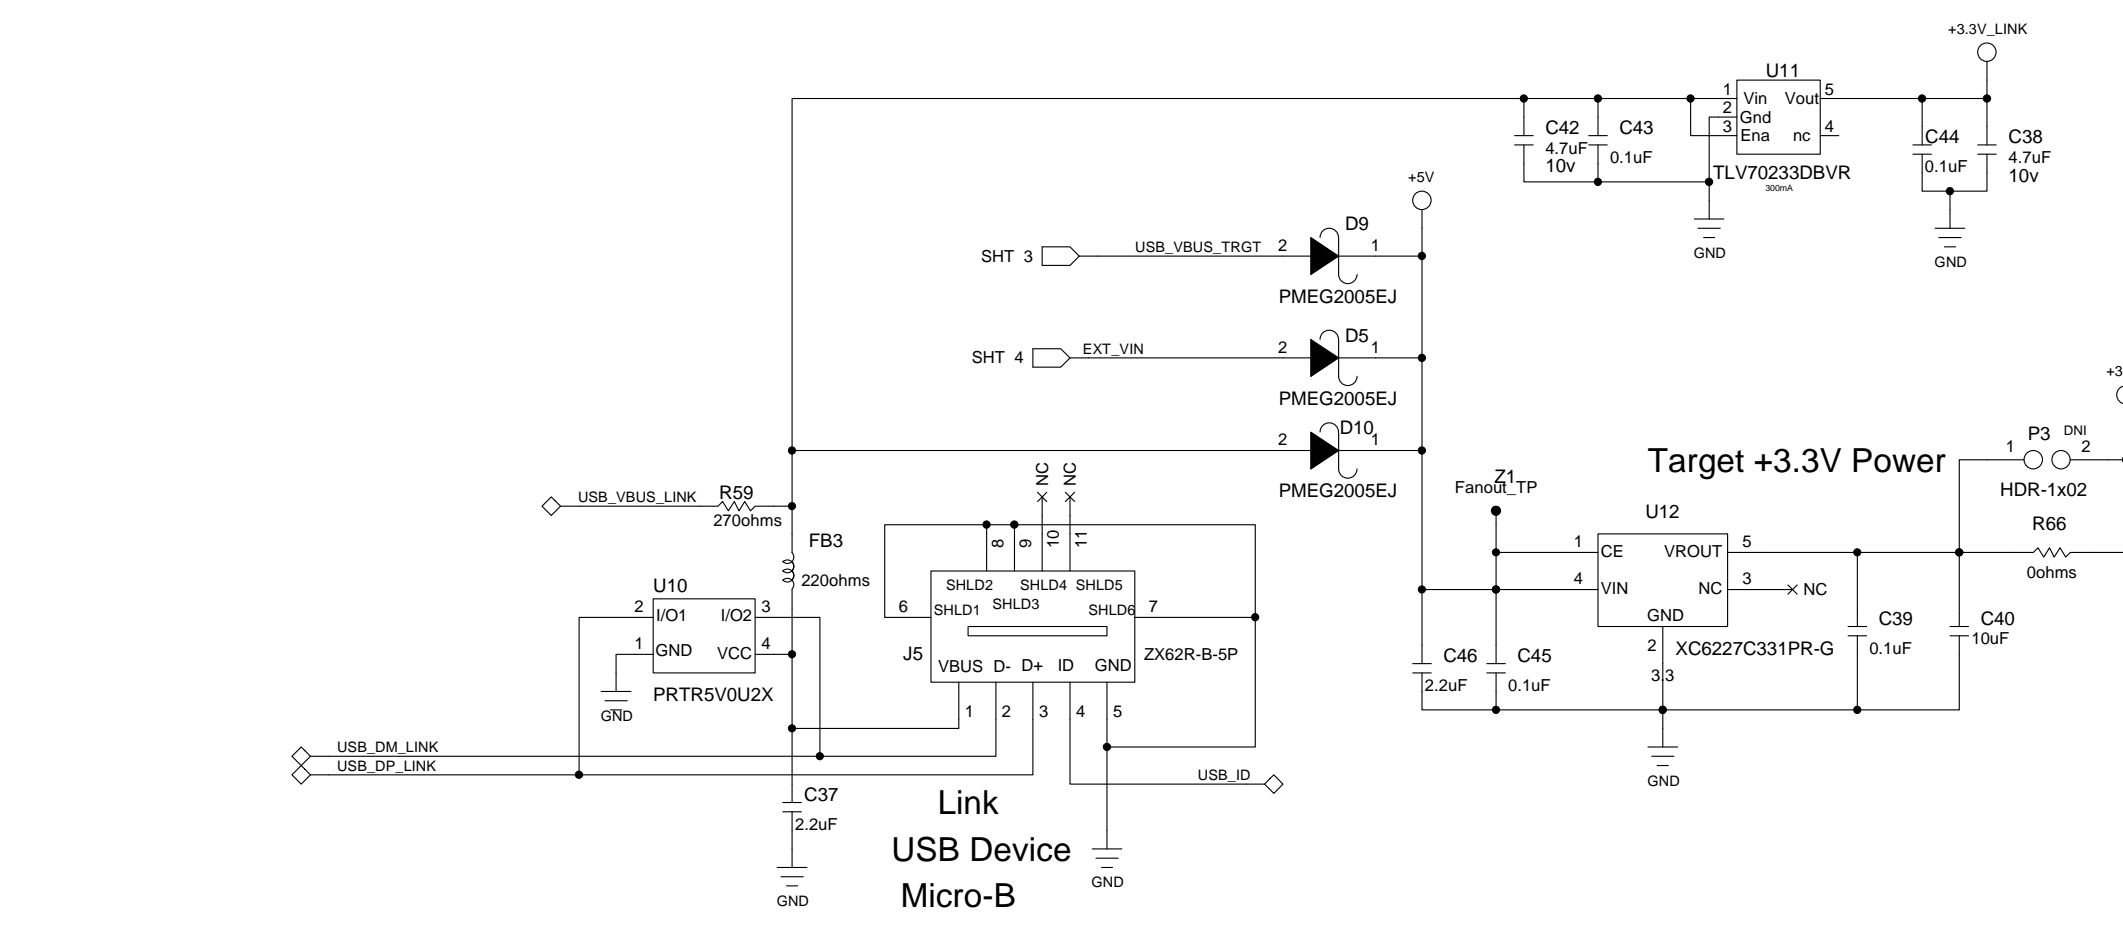 +3.3V_LINK
U11
1 Vin Vout 5
2 Gnd
3 Ena nc 4
TLV70233DBVR
300mA
C42
4.7uF
10v
C43
0.1uF
C44
0.1uF
C38
4.7uF
10v
GND
GND
+5V
D9
SHT 3 USB_VBUS_TRGT 2 1
PMEG2005EJ
D5
SHT 4 EXT_VIN 2 1
PMEG2005EJ
D10
2 1
PMEG2005EJ
+3
P3 DNI
1 2
HDR-1x02
Target +3.3V Power
Z1
Fanout_TP
R66
0ohms
U12
1 CE VROUT 5
4 VIN NC 3 NC
GND
2 XC6227C331PR-G
3.3
C46
2.2uF
C45
0.1uF
C39
0.1uF
C40
10uF
GND
USB_VBUS_LINK R59
270ohms
FB3
220ohms
U10
2 I/O1 I/O2 3
1 GND VCC 4
PRTR5V0U2X
GND
NC NC
8 9 10 11
SHLD2 SHLD4 SHLD5
6 SHLD1 SHLD3 SHLD6 7
J5 ZX62R-B-5P
VBUS D- D+ ID GND
1 2 3 4 5
USB_DM_LINK
USB_DP_LINK
USB_ID
C37
2.2uF
GND
Link
USB Device
Micro-B
GND